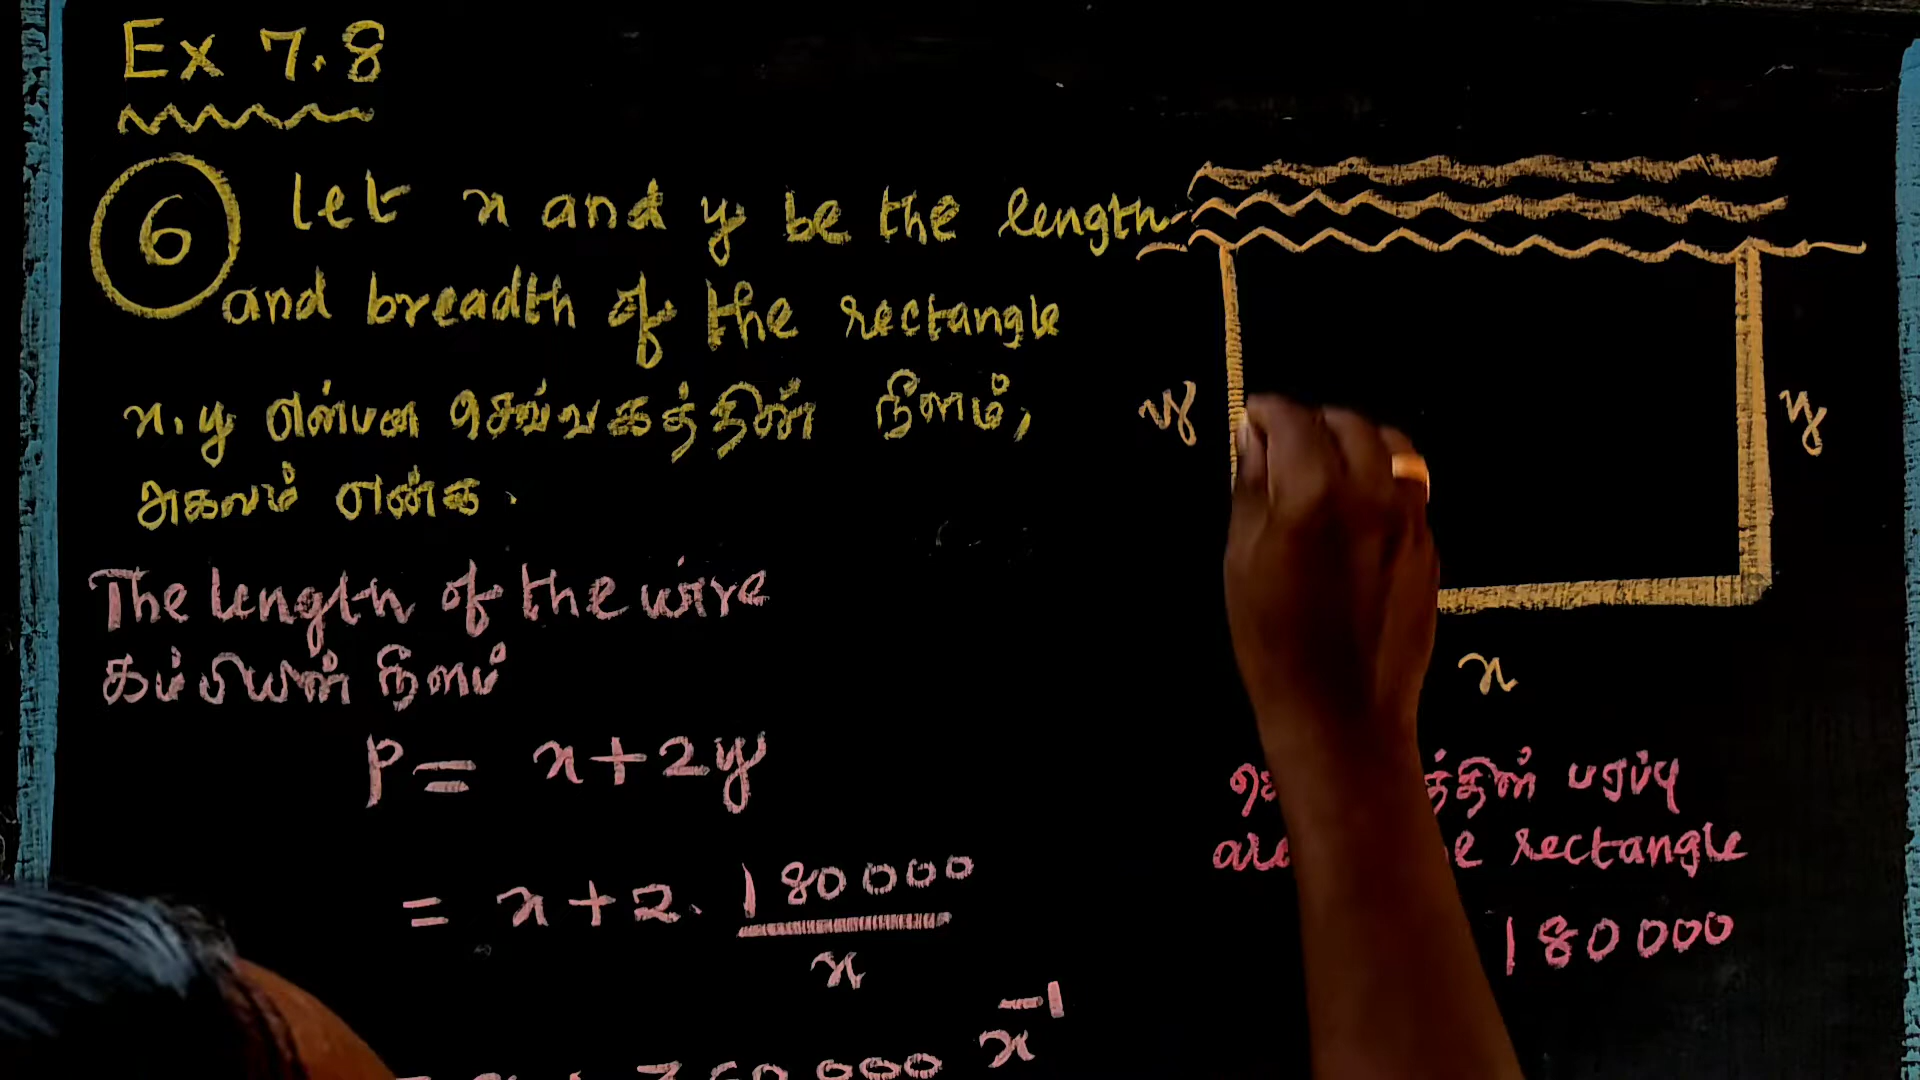 Ex 7.8
6 Let x and y be the length
and breadth of the rectangle
x, y என்பன செவ்வகத்தின் நீளம்,
அகலம் என்க.
The length of the wire
கம்பியின் நீளம்
P = x+2y
= x+2. 180000/x
360000 x⁻¹
y
y
x
த்தின் பரப்பு
rectangle
180000